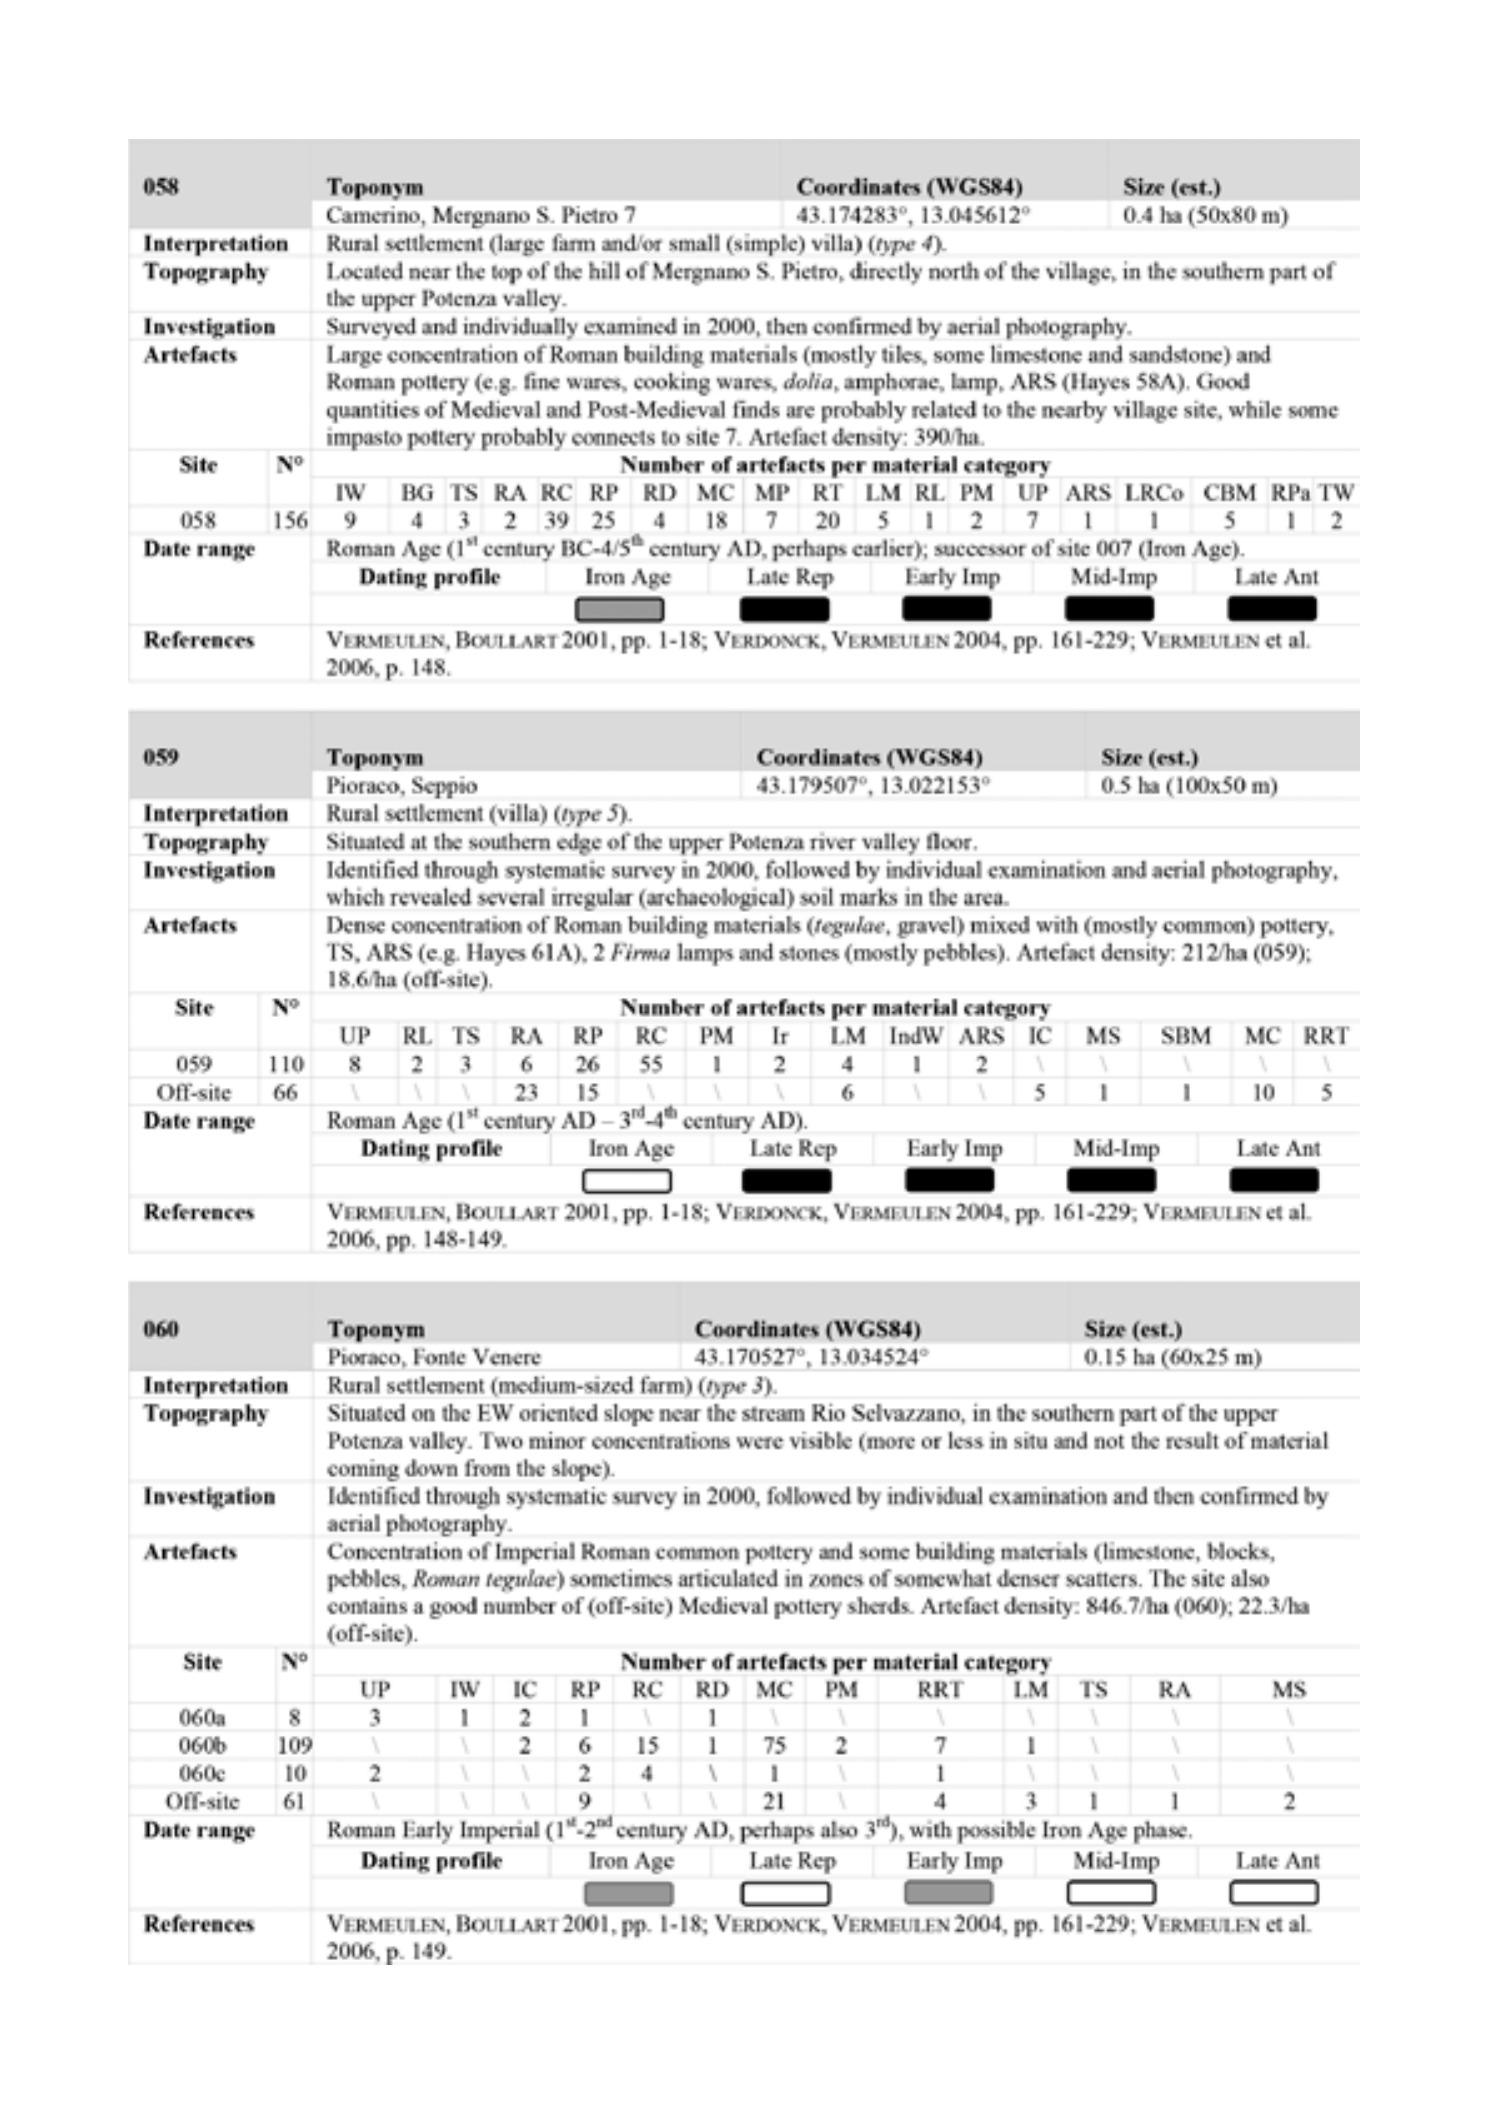 058 Toponym Coordinates (WGS84) Size (est.)
Camerino, Mergnano S. Pietro 7 43.174283°, 13.045612° 0.4 ha (50x80 m)
Interpretation Rural settlement (large farm and/or small (simple) villa) (type 4).
Topography Located near the top of the hill of Mergnano S. Pietro, directly north of the village, in the southern part of
the upper Potenza valley.
Investigation Surveyed and individually examined in 2000, then confirmed by aerial photography.
Artefacts Large concentration of Roman building materials (mostly tiles, some limestone and sandstone) and
Roman pottery (e.g. fine wares, cooking wares, dolia, amphorae, lamp, ARS (Hayes 58A). Good
quantities of Medieval and Post-Medieval finds are probably related to the nearby village site, while some
impasto pottery probably connects to site 7. Artefact density: 390/ha.
Site N° Number of artefacts per material category
IW BG TS RA RC RP RD MC MP RT LM RL PM UP ARS LRCo CBM RPa TW
058 156 9 4 3 2 39 25 4 18 7 20 5 1 2 7 1 1 5 1 2
Date range Roman Age (1st century BC-4/5th century AD, perhaps earlier); successor of site 007 (Iron Age).
Dating profile Iron Age Late Rep Early Imp Mid-Imp Late Ant
References VERMEULEN, BOULLART 2001, pp. 1-18; VERDONCK, VERMEULEN 2004, pp. 161-229; VERMEULEN et al.
2006, p. 148.
059 Toponym Coordinates (WGS84) Size (est.)
Pioraco, Seppio 43.179507°, 13.022153° 0.5 ha (100x50 m)
Interpretation Rural settlement (villa) (type 5).
Topography Situated at the southern edge of the upper Potenza river valley floor.
Investigation Identified through systematic survey in 2000, followed by individual examination and aerial photography,
which revealed several irregular (archaeological) soil marks in the area.
Artefacts Dense concentration of Roman building materials (tegulae, gravel) mixed with (mostly common) pottery,
TS, ARS (e.g. Hayes 61A), 2 Firma lamps and stones (mostly pebbles). Artefact density: 212/ha (059);
18.6/ha (off-site).
Site N° Number of artefacts per material category
UP RL TS RA RP RC PM Ir LM IndW ARS IC MS SBM MC RRT
059 110 8 2 3 6 26 55 1 2 4 1 2 \ \ \ \ \
Off-site 66 \ \ \ 23 15 \ \ \ 6 \ \ 5 1 1 10 5
Date range Roman Age (1st century AD – 3rd-4th century AD).
Dating profile Iron Age Late Rep Early Imp Mid-Imp Late Ant
References VERMEULEN, BOULLART 2001, pp. 1-18; VERDONCK, VERMEULEN 2004, pp. 161-229; VERMEULEN et al.
2006, pp. 148-149.
060 Toponym Coordinates (WGS84) Size (est.)
Pioraco, Fonte Venere 43.170527°, 13.034524° 0.15 ha (60x25 m)
Interpretation Rural settlement (medium-sized farm) (type 3).
Topography Situated on the EW oriented slope near the stream Rio Selvazzano, in the southern part of the upper
Potenza valley. Two minor concentrations were visible (more or less in situ and not the result of material
coming down from the slope).
Investigation Identified through systematic survey in 2000, followed by individual examination and then confirmed by
aerial photography.
Artefacts Concentration of Imperial Roman common pottery and some building materials (limestone, blocks,
pebbles, Roman tegulae) sometimes articulated in zones of somewhat denser scatters. The site also
contains a good number of (off-site) Medieval pottery sherds. Artefact density: 846.7/ha (060); 22.3/ha
(off-site).
Site N° Number of artefacts per material category
UP IW IC RP RC RD MC PM RRT LM TS RA MS
060a 8 3 1 2 1 \ 1 \ \ \ \ \ \ \
060b 109 \ \ 2 6 15 1 75 2 7 1 \ \ \
060c 10 2 \ \ 2 4 \ 1 \ 1 \ \ \ \
Off-site 61 \ \ \ 9 \ \ 21 \ 4 3 1 1 2
Date range Roman Early Imperial (1st-2nd century AD, perhaps also 3rd), with possible Iron Age phase.
Dating profile Iron Age Late Rep Early Imp Mid-Imp Late Ant
References VERMEULEN, BOULLART 2001, pp. 1-18; VERDONCK, VERMEULEN 2004, pp. 161-229; VERMEULEN et al.
2006, p. 149.